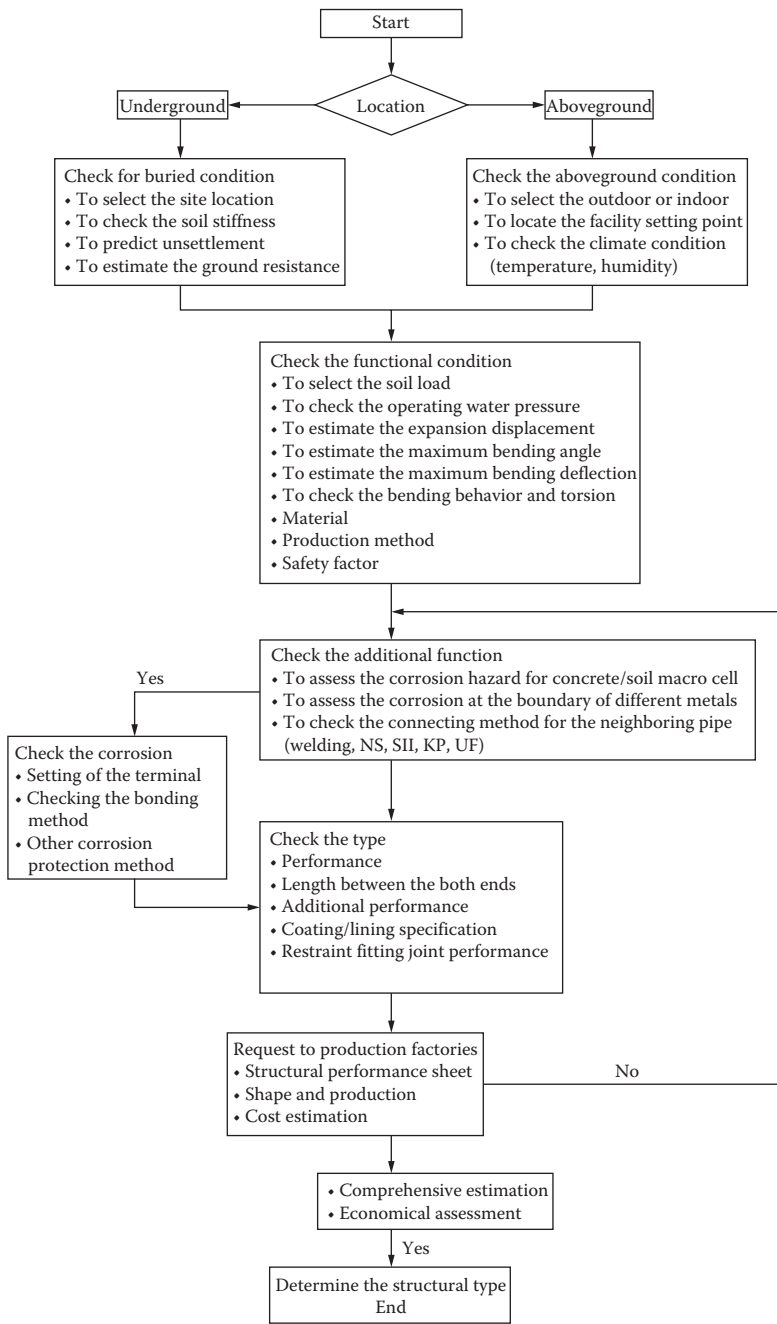 Start
Location
Underground
Aboveground
Check for buried condition
• To select the site location
• To check the soil stiffness
• To predict unsettlement
• To estimate the ground resistance
Check the aboveground condition
• To select the outdoor or indoor
• To locate the facility setting point
• To check the climate condition
(temperature, humidity)
Check the functional condition
• To select the soil load
• To check the operating water pressure
• To estimate the expansion displacement
• To estimate the maximum bending angle
• To estimate the maximum bending deflection
• To check the bending behavior and torsion
• Material
• Production method
• Safety factor
Check the additional function
• To assess the corrosion hazard for concrete/soil macro cell
• To assess the corrosion at the boundary of different metals
• To check the connecting method for the neighboring pipe
(welding, NS, SII, KP, UF)
Yes
Check the corrosion
• Setting of the terminal
• Checking the bonding
method
• Other corrosion
protection method
Check the type
• Performance
• Length between the both ends
• Additional performance
• Coating/lining specification
• Restraint fitting joint performance
Request to production factories
• Structural performance sheet
• Shape and production
• Cost estimation
No
• Comprehensive estimation
• Economical assessment
Yes
Determine the structural type
End